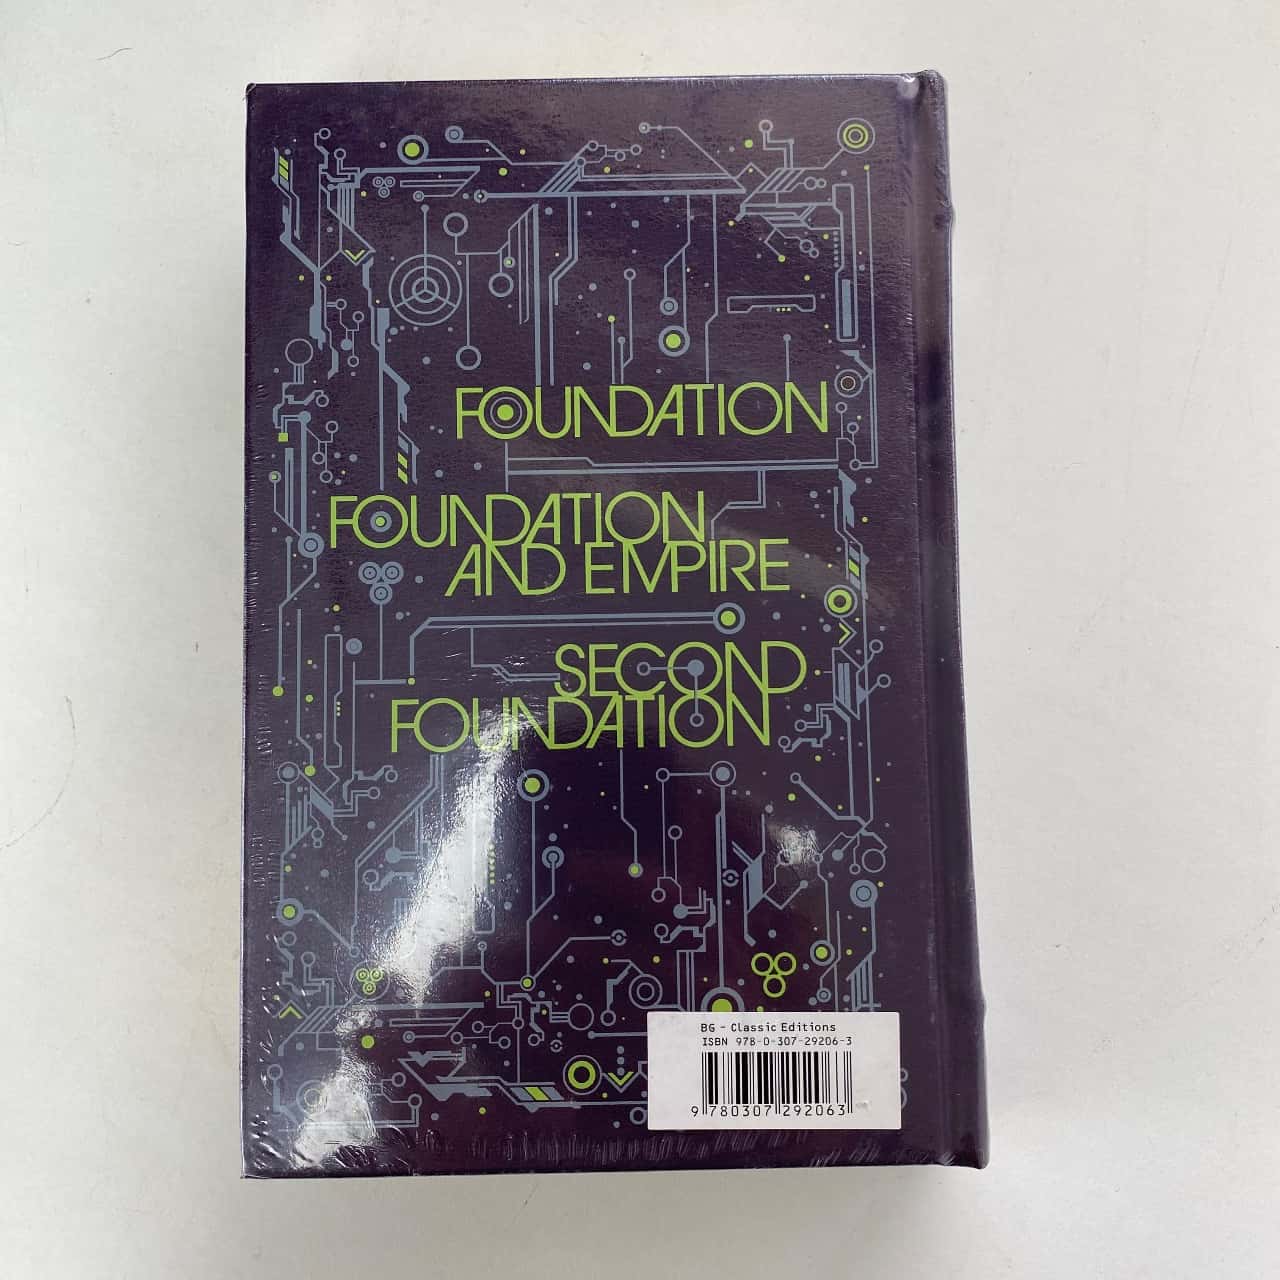 FOUNDATION
FOUNDATION
AND EMPIRE
SECOND
FOUNDATION
BG - Classic Editions
ISBN 978-0-307-29206-3
9 780307 292063